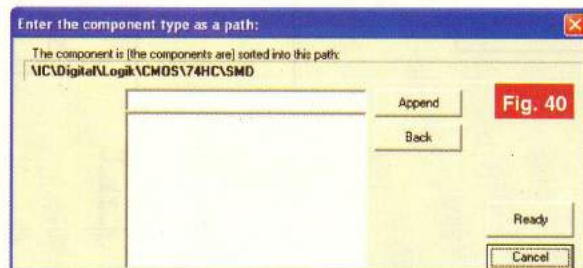 Enter the component type as a path:
The component is (the components are) sorted into this path:
\IC\Digital\Logik\CMOS\74HC\SMD
Append
Fig. 40
Back
Ready
Cancel